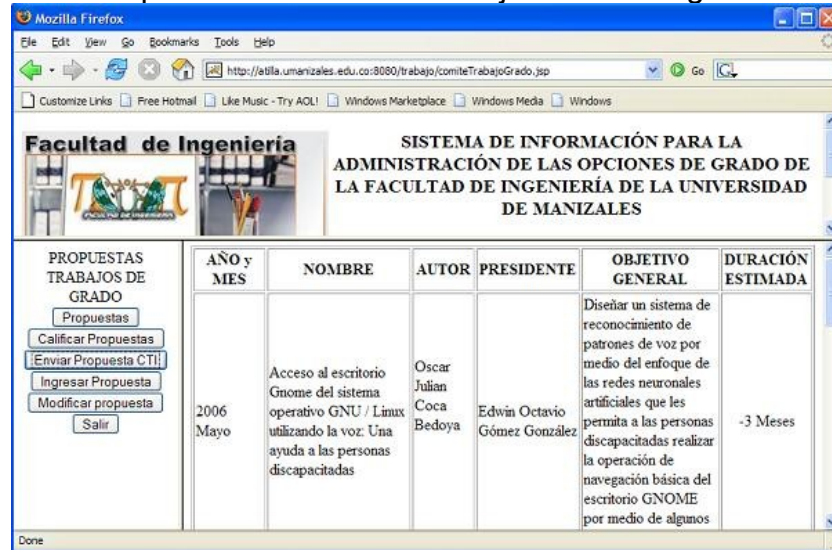 Mozilla Firefox
File Edit View Go Bookmarks Tools Help
http://atila.umanizales.edu.co:8080/trabajo/comiteTrabajoGrado.jsp
Go
Customize Links Free Hotmail Like Music - Try AOL! Windows Marketplace Windows Media Windows
Facultad de Ingeniería
FACULTAD DE INGENIERIA
SISTEMA DE INFORMACIÓN PARA LA
ADMINISTRACIÓN DE LAS OPCIONES DE GRADO DE
LA FACULTAD DE INGENIERÍA DE LA UNIVERSIDAD
DE MANIZALES
PROPUESTAS
TRABAJOS DE
GRADO
Propuestas
Calificar Propuestas
Enviar Propuesta CTI
Ingresar Propuesta
Modificar propuesta
Salir
AÑO y
MES
NOMBRE
AUTOR
PRESIDENTE
OBJETIVO
GENERAL
DURACIÓN
ESTIMADA
2006
Mayo
Acceso al escritorio
Gnome del sistema
operativo GNU / Linux
utilizando la voz: Una
ayuda a las personas
discapacitadas
Oscar
Julian
Coca
Bedoya
Edwin Octavio
Gómez González
Diseñar un sistema de
reconocimiento de
patrones de voz por
medio del enfoque de
las redes neuronales
artificiales que les
permita a las personas
discapacitadas realizar
la operación de
navegación básica del
escritorio GNOME
por medio de algunos
-3 Meses
Done